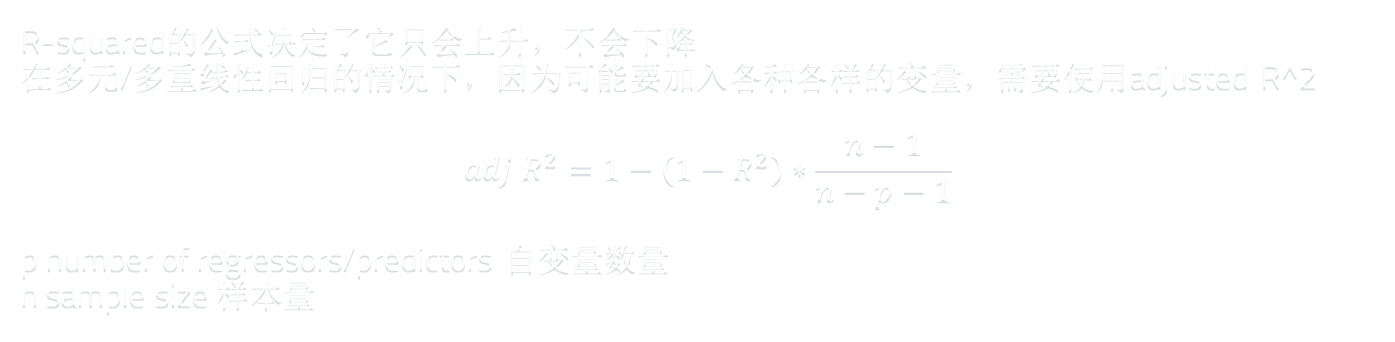 R-squared的公式决定了它只会上升，不会下降
在多元/多重线性回归的情况下，因为可能要加入各种各样的变量，需要使用adjusted R^2
adj R² = 1 − (1 − R²) * \frac{n − 1}{n − p − 1}
p number of regressors/predictors 自变量数量
n sample size 样本量